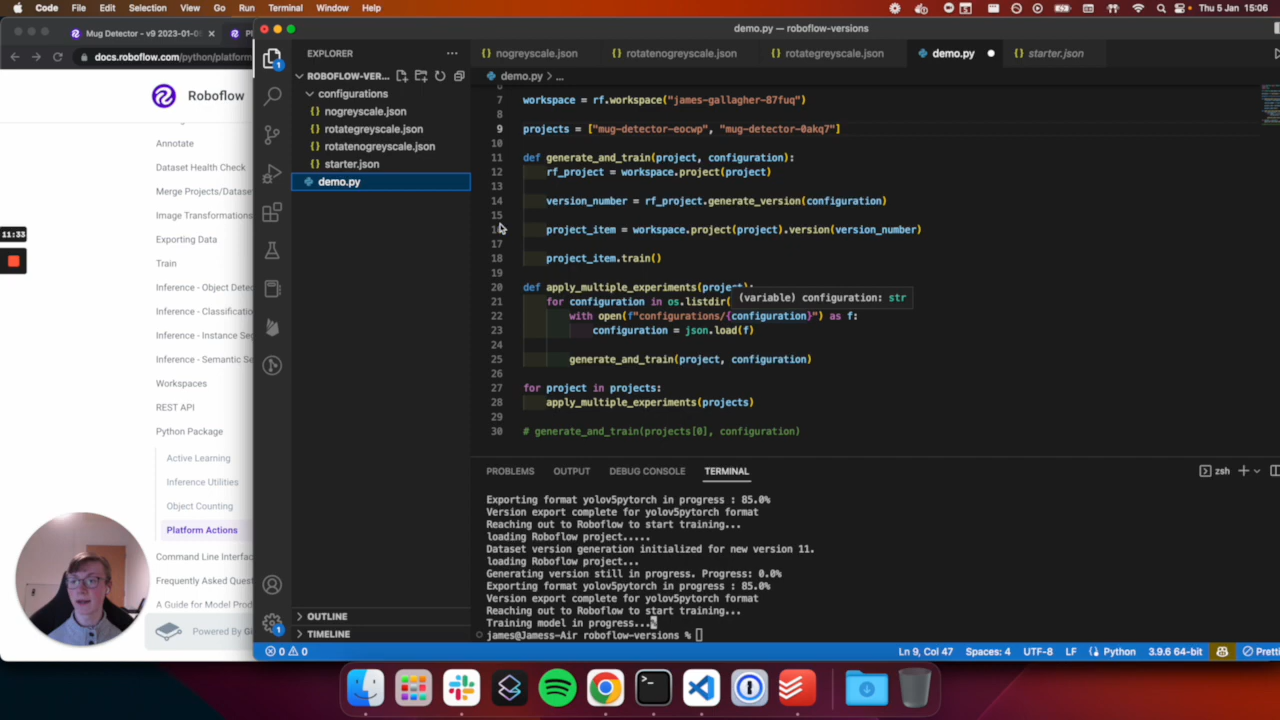 Code File Edit Selection View Go Run Terminal Window Help
Thu 5 Jan 15:06
Mug Detector - v9 2023-01-0
docs.roboflow.com/python/platform
Roboflow
Annotate
Dataset Health Check
Merge Projects/Datase
Image Transformations
Exporting Data
Train
Inference - Object Detec
Inference - Classificatio
Inference - Instance Se
Inference - Semantic Se
Workspaces
REST API
Python Package
Active Learning
Inference Utilities
Object Counting
Platform Actions
Command Line Interfac
Frequently Asked Quest
A Guide for Model Prod
Powered By Gi
11:33
demo.py — roboflow-versions
EXPLORER
ROBOFLOW-VER...
configurations
{} nogreyscale.json
{} rotategreyscale.json
{} rotatenogreyscale.json
{} starter.json
demo.py
OUTLINE
TIMELINE
{} nogreyscale.json
{} rotatenogreyscale.json
{} rotategreyscale.json
demo.py
{} starter.json
demo.py > ...
7 workspace = rf.workspace("james-gallagher-87fuq")
8
9 projects = ["mug-detector-eocwp", "mug-detector-0akq7"]
10
11 def generate_and_train(project, configuration):
12 rf_project = workspace.project(project)
13
14 version_number = rf_project.generate_version(configuration)
15
16 project_item = workspace.project(project).version(version_number)
17
18 project_item.train()
19
20 def apply_multiple_experiments(project):
21 for configuration in os.listdir(
(variable) configuration: str
22 with open(f"configurations/{configuration}") as f:
23 configuration = json.load(f)
24
25 generate_and_train(project, configuration)
26
27 for project in projects:
28 apply_multiple_experiments(projects)
29
30 # generate_and_train(projects[0], configuration)
PROBLEMS OUTPUT DEBUG CONSOLE TERMINAL
zsh
Exporting format yolov5pytorch in progress : 85.0%
Version export complete for yolov5pytorch format
Reaching out to Roboflow to start training...
loading Roboflow project.....
Dataset version generation initialized for new version 11.
loading Roboflow project...
Generating version still in progress. Progress: 0.0%
Exporting format yolov5pytorch in progress : 85.0%
Version export complete for yolov5pytorch format
Reaching out to Roboflow to start training...
Training model in progress...%
james@Jamess-Air roboflow-versions %
0 0
Ln 9, Col 47 Spaces: 4 UTF-8 LF Python 3.9.6 64-bit Pretti